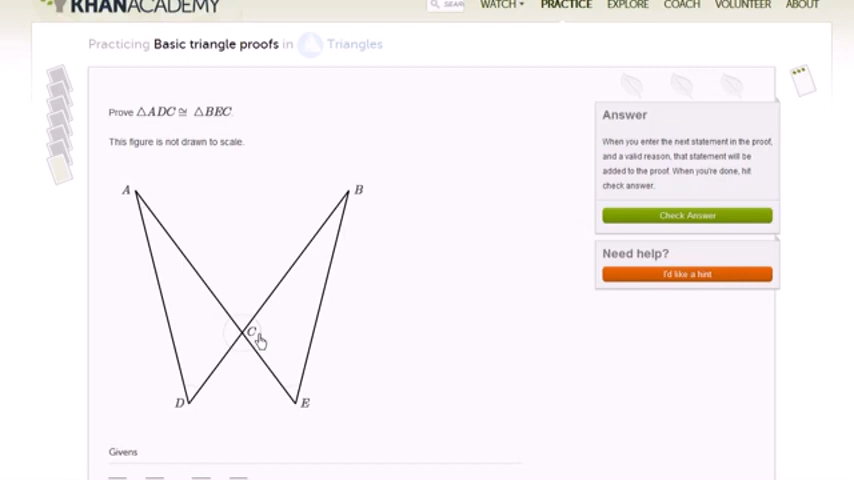 KHANACADEMY
WATCH PRACTICE EXPLORE COACH VOLUNTEER ABOUT
Practicing Basic triangle proofs in Triangles
Prove △ADC ≅ △BEC.
This figure is not drawn to scale.
A
B
C
D
E
Givens
Answer
When you enter the next statement in the proof,
and a valid reason, that statement will be
added to the proof. When you're done, hit
check answer.
Check Answer
Need help?
I'd like a hint